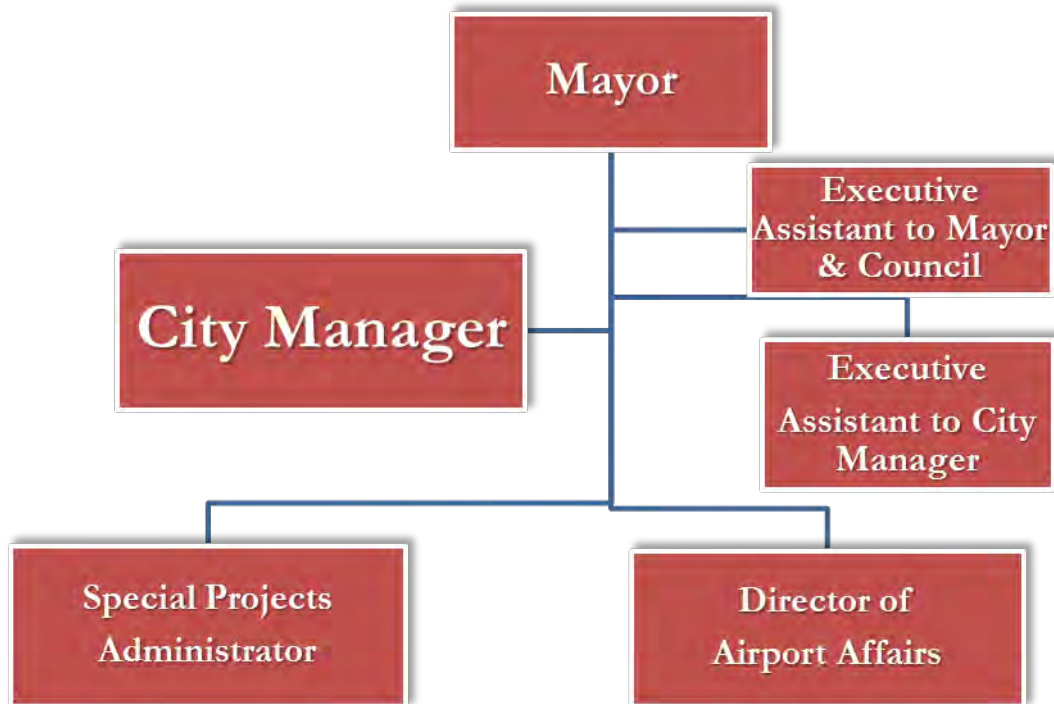 Mayor
Executive
Assistant to Mayor
& Council
City Manager
Executive
Assistant to City
Manager
Special Projects
Administrator
Director of
Airport Affairs